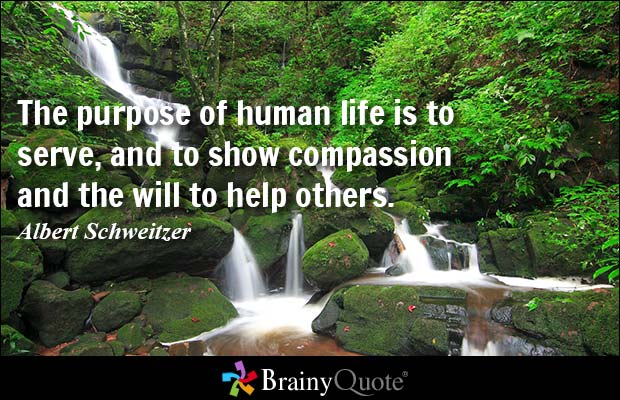 The purpose of human life is to
serve, and to show compassion
and the will to help others.
Albert Schweitzer
BrainyQuote®